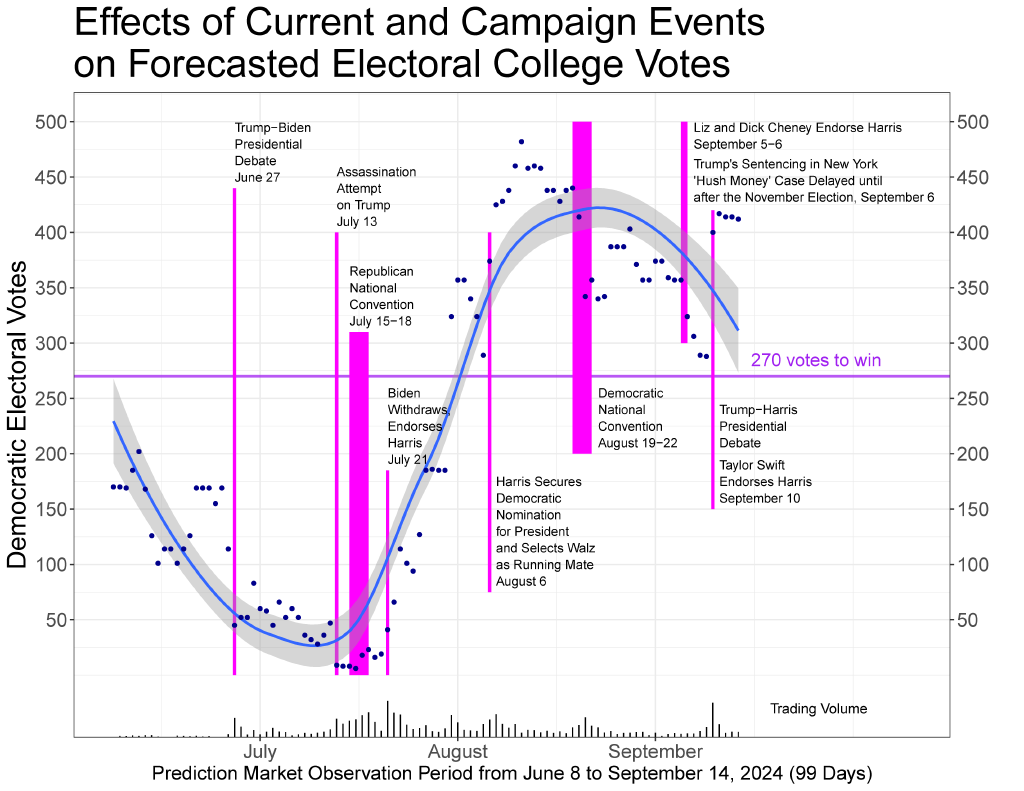 Effects of Current and Campaign Events
on Forecasted Electoral College Votes
Democratic Electoral Votes
500
450
400
350
300
250
200
150
100
50
500
450
400
350
300
250
200
150
100
50
Trump−Biden
Presidential
Debate
June 27
Assassination
Attempt
on Trump
July 13
Republican
National
Convention
July 15−18
Biden
Withdraws,
Endorses
Harris
July 21
Harris Secures
Democratic
Nomination
for President
and Selects Walz
as Running Mate
August 6
Democratic
National
Convention
August 19−22
Liz and Dick Cheney Endorse Harris
September 5−6
Trump's Sentencing in New York
'Hush Money' Case Delayed until
after the November Election, September 6
270 votes to win
Trump−Harris
Presidential
Debate
Taylor Swift
Endorses Harris
September 10
Trading Volume
July
August
September
Prediction Market Observation Period from June 8 to September 14, 2024 (99 Days)